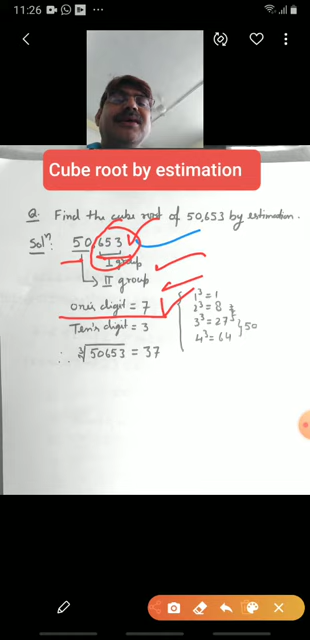 11:26
Cube root by estimation
Q. Find the cube root of 50,653 by estimation.
Solⁿ: 50,653
I group
→ II group
one's digit = 7
Ten's digit = 3
∴ ∛50653 = 37
1³ = 1
2³ = 8
3³ = 27
4³ = 64
50